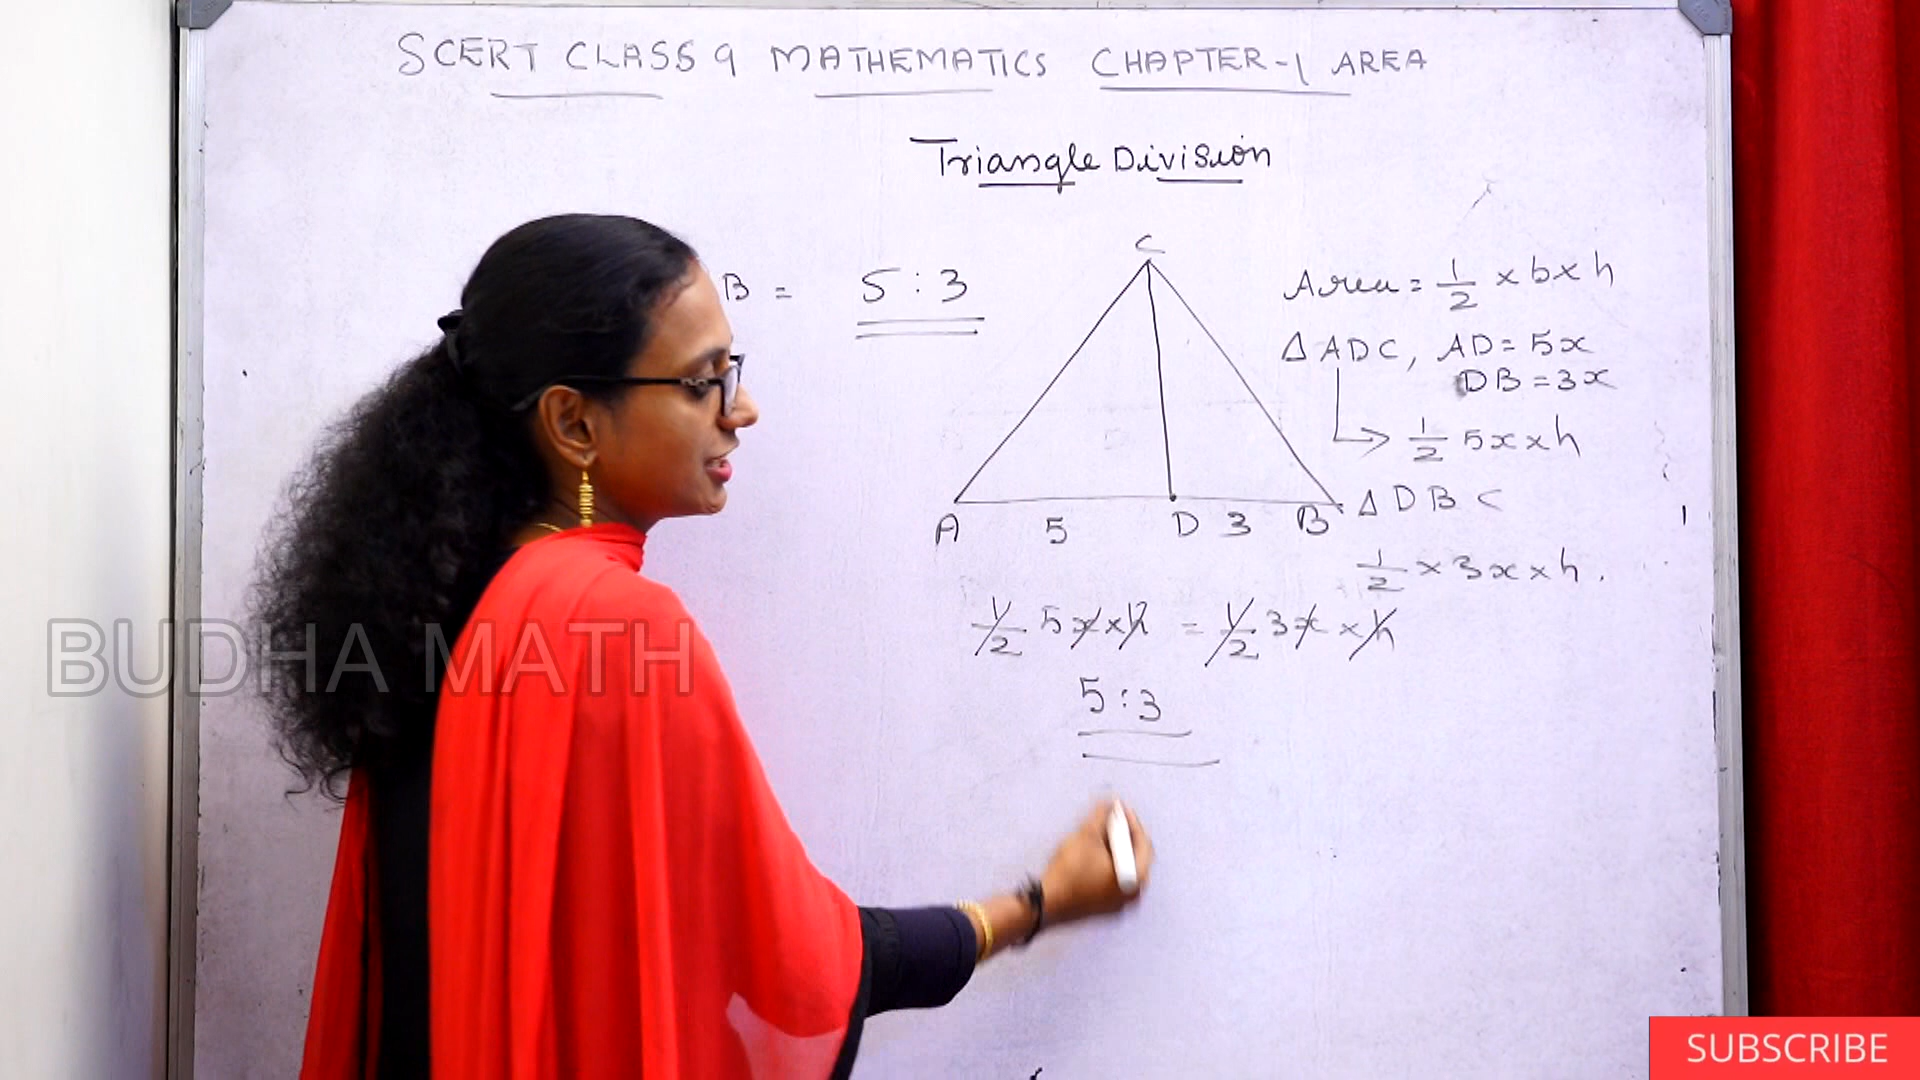 SCERT CLASS 9 MATHEMATICS CHAPTER-1 AREA
Triangle Division
B = 5 : 3
C
A 5 D 3 B
Area = 1/2 x b x h
Δ ADC, AD = 5x
DB = 3x
1/2 5x x h
Δ DBC
1/2 x 3x x h.
1/2 5x x h = 1/2 3x x h
5 : 3
BUDHA MATH
SUBSCRIBE